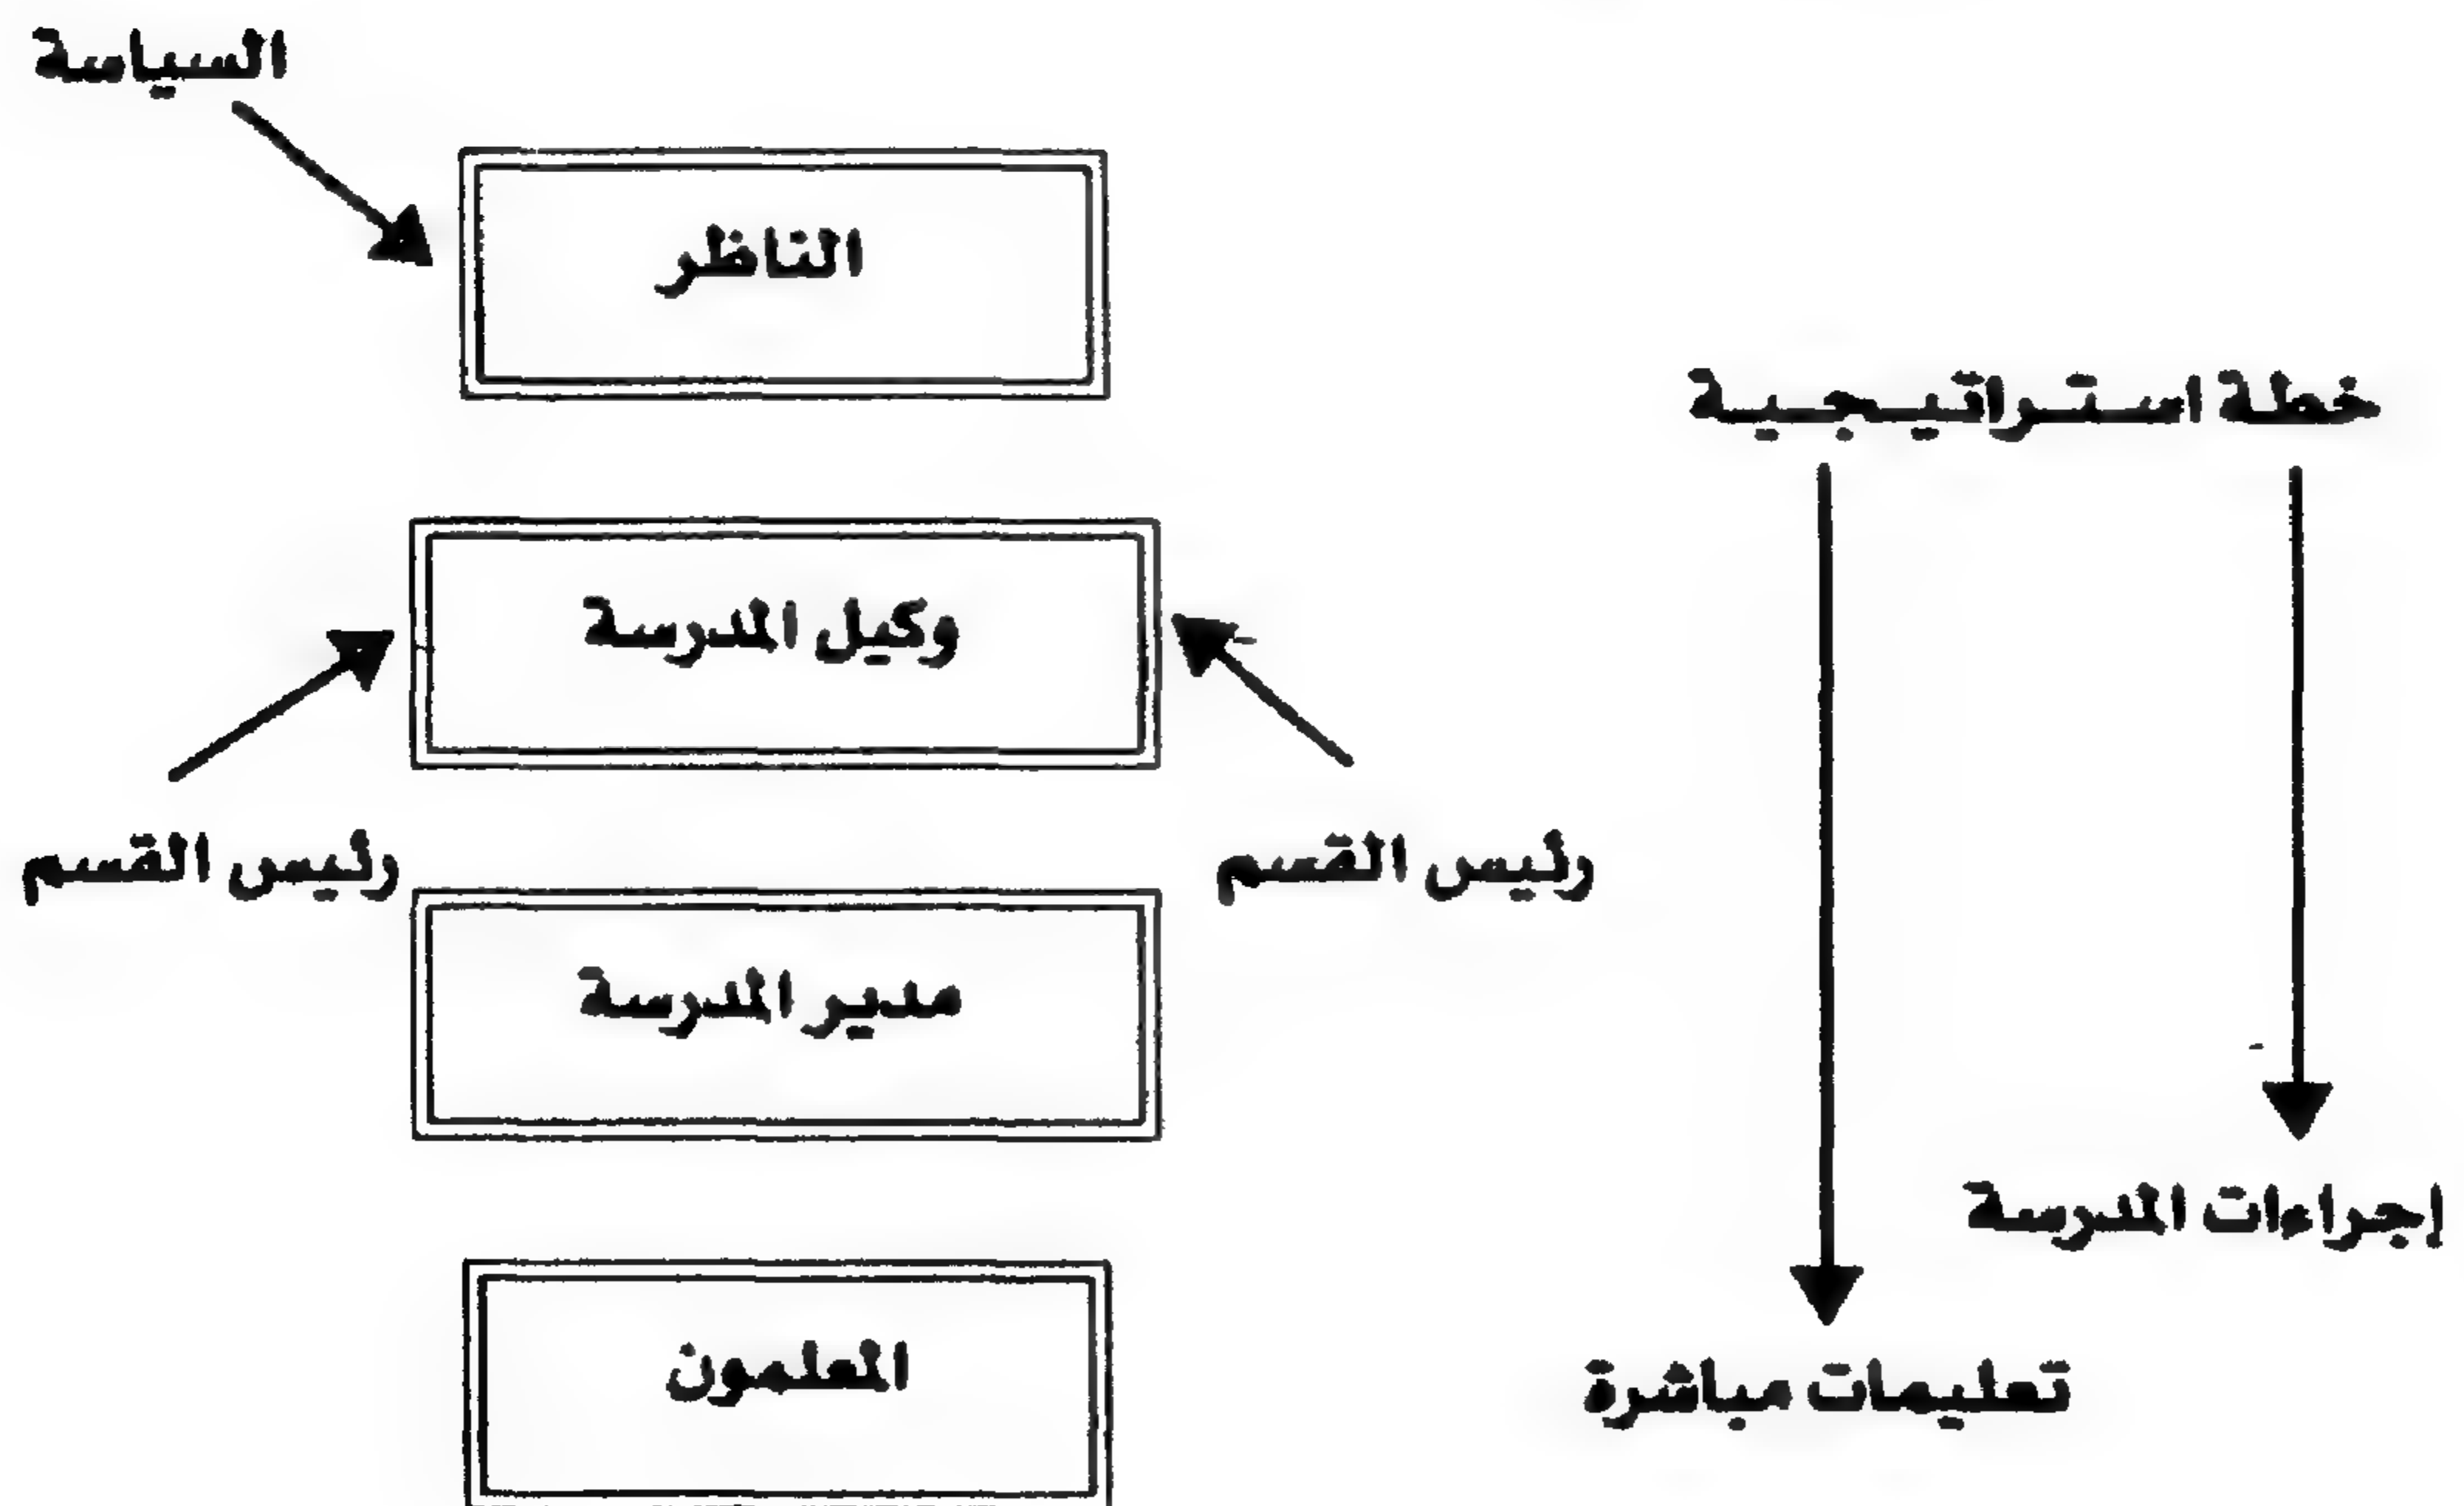 السياسة
الناظر
خطة استراتيجية
وكيل المدرسة
رئيس القسم
رئيس القسم
مدير المدرسة
إجراءات المدرسة
المعلمون
تعليمات مباشرة